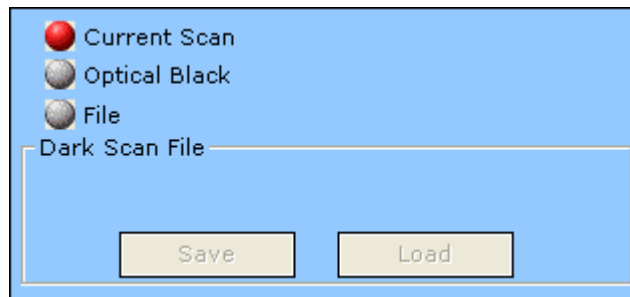 Current Scan
Optical Black
File
Dark Scan File
Save Load